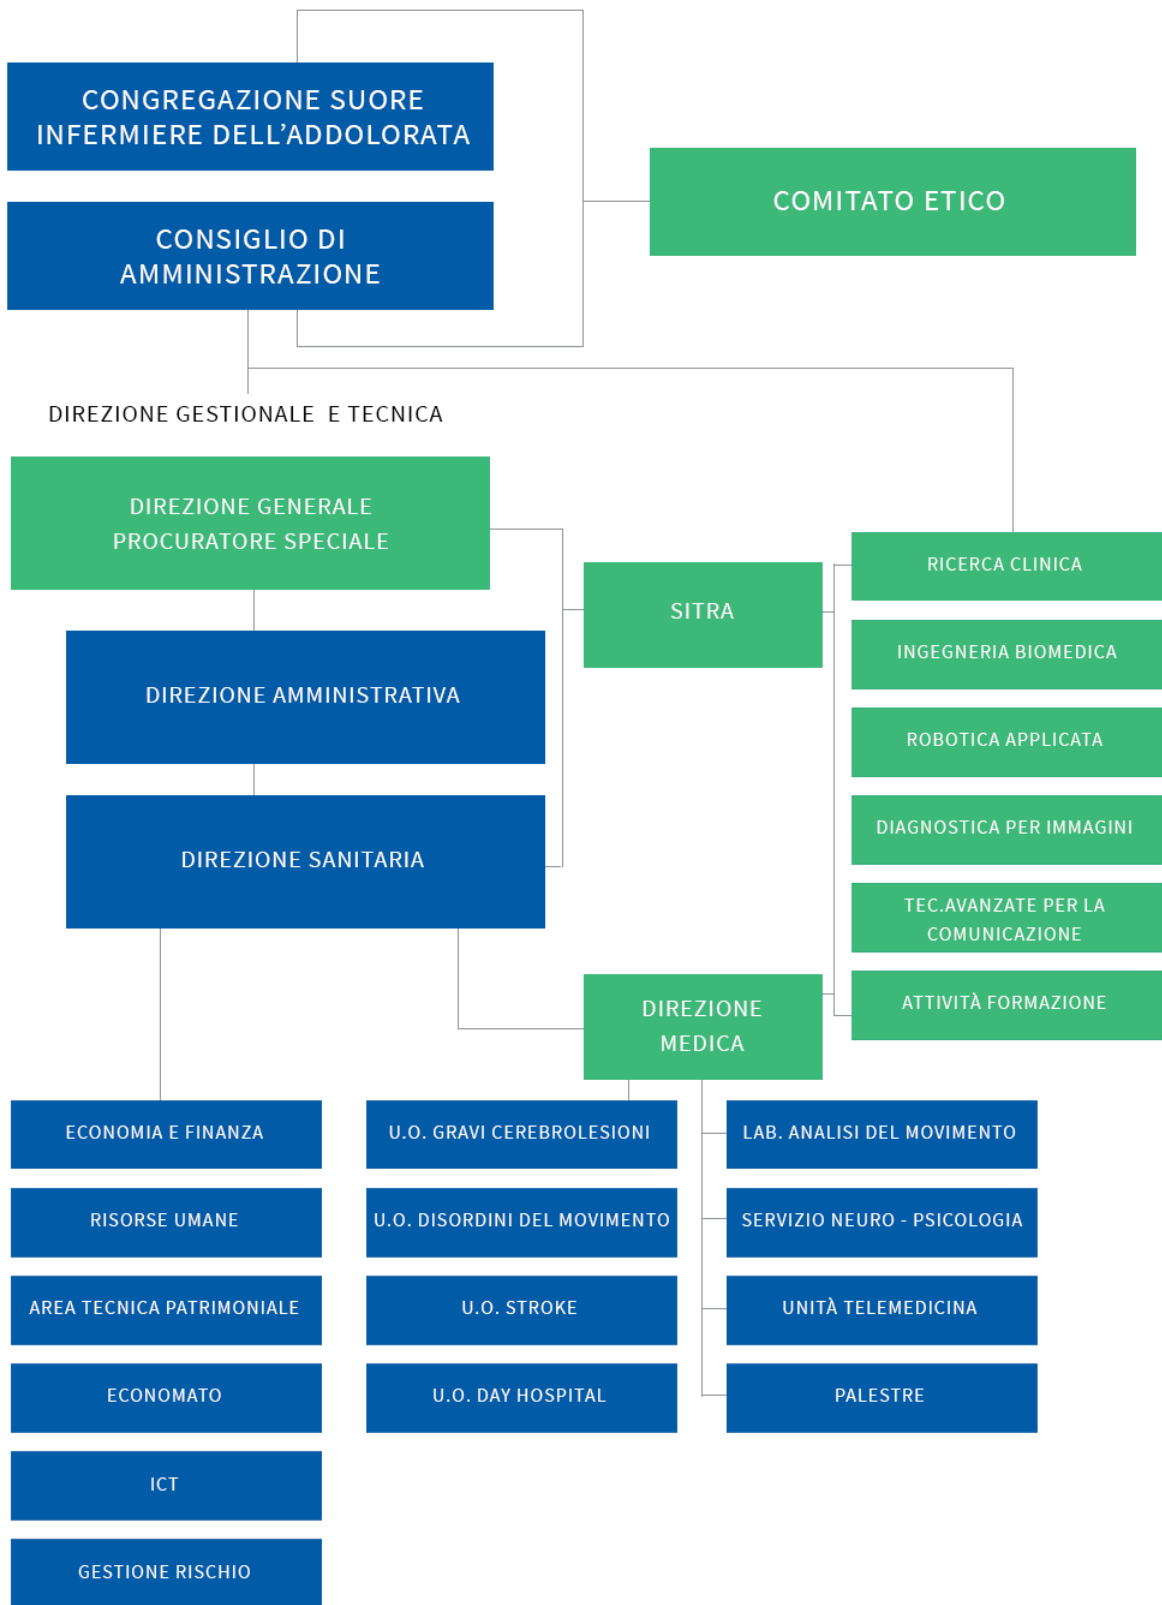 CONGREGAZIONE SUORE
INFERMIERE DELL'ADDOLORATA
COMITATO ETICO
CONSIGLIO DI
AMMINISTRAZIONE
DIREZIONE GESTIONALE E TECNICA
DIREZIONE GENERALE
PROCURATORE SPECIALE
SITRA
DIREZIONE AMMINISTRATIVA
DIREZIONE SANITARIA
RICERCA CLINICA
INGEGNERIA BIOMEDICA
ROBOTICA APPLICATA
DIAGNOSTICA PER IMMAGINI
TEC.AVANZATE PER LA
COMUNICAZIONE
ATTIVITÀ FORMAZIONE
DIREZIONE
MEDICA
ECONOMIA E FINANZA
RISORSE UMANE
AREA TECNICA PATRIMONIALE
ECONOMATO
ICT
GESTIONE RISCHIO
U.O. GRAVI CEREBROLESIONI
U.O. DISORDINI DEL MOVIMENTO
U.O. STROKE
U.O. DAY HOSPITAL
LAB. ANALISI DEL MOVIMENTO
SERVIZIO NEURO - PSICOLOGIA
UNITÀ TELEMEDICINA
PALESTRE